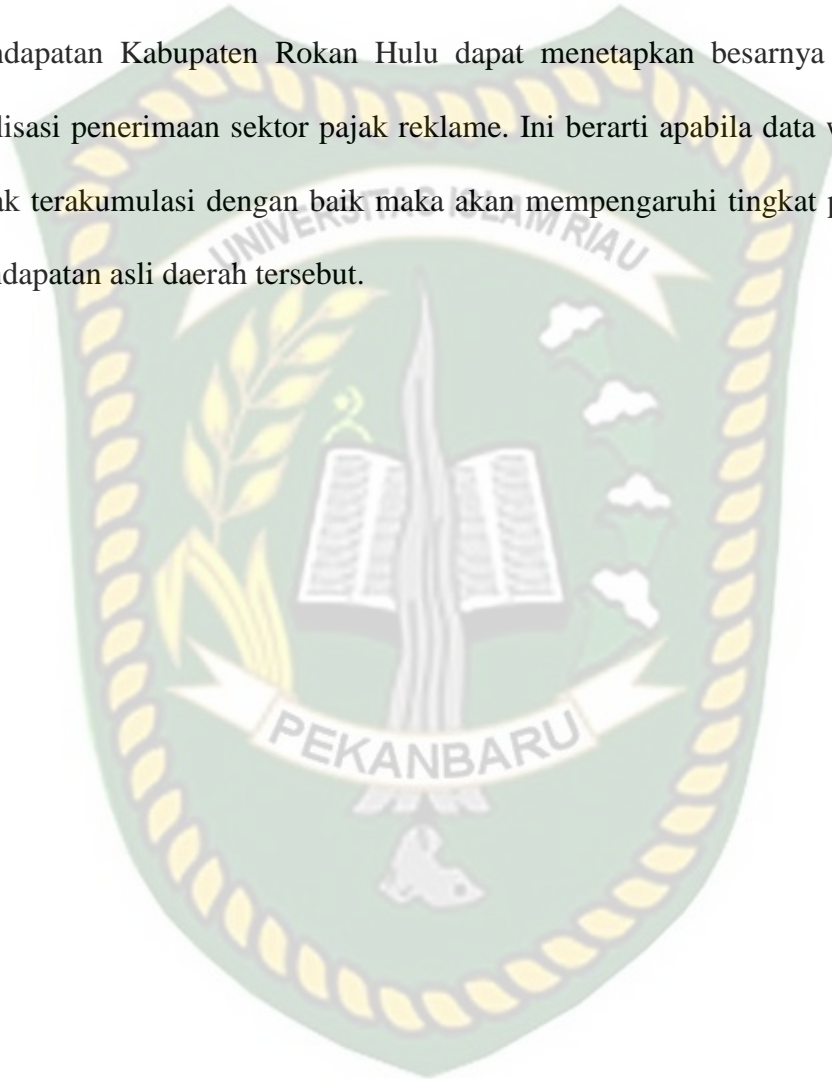 ndapatan Kabupaten Rokan Hulu dapat menetapkan besarnya
lisasi penerimaan sektor pajak reklame. Ini berarti apabila data
ak terakumulasi dengan baik maka akan mempengaruhi tingkat
ndapatan asli daerah tersebut.
UNIVERSITAS ISLAM RIAU
PEKANBARU